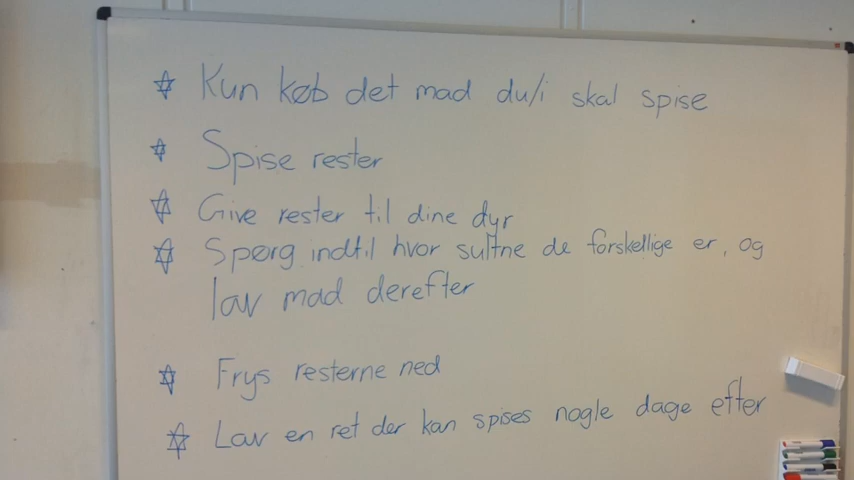 Kun køb det mad du/i skal spise
Spise rester
Give rester til dine dyr
Spørg indtil hvor sultne de forskellige er, og
lav mad derefter
Frys resterne ned
Lav en ret der kan spises nogle dage efter